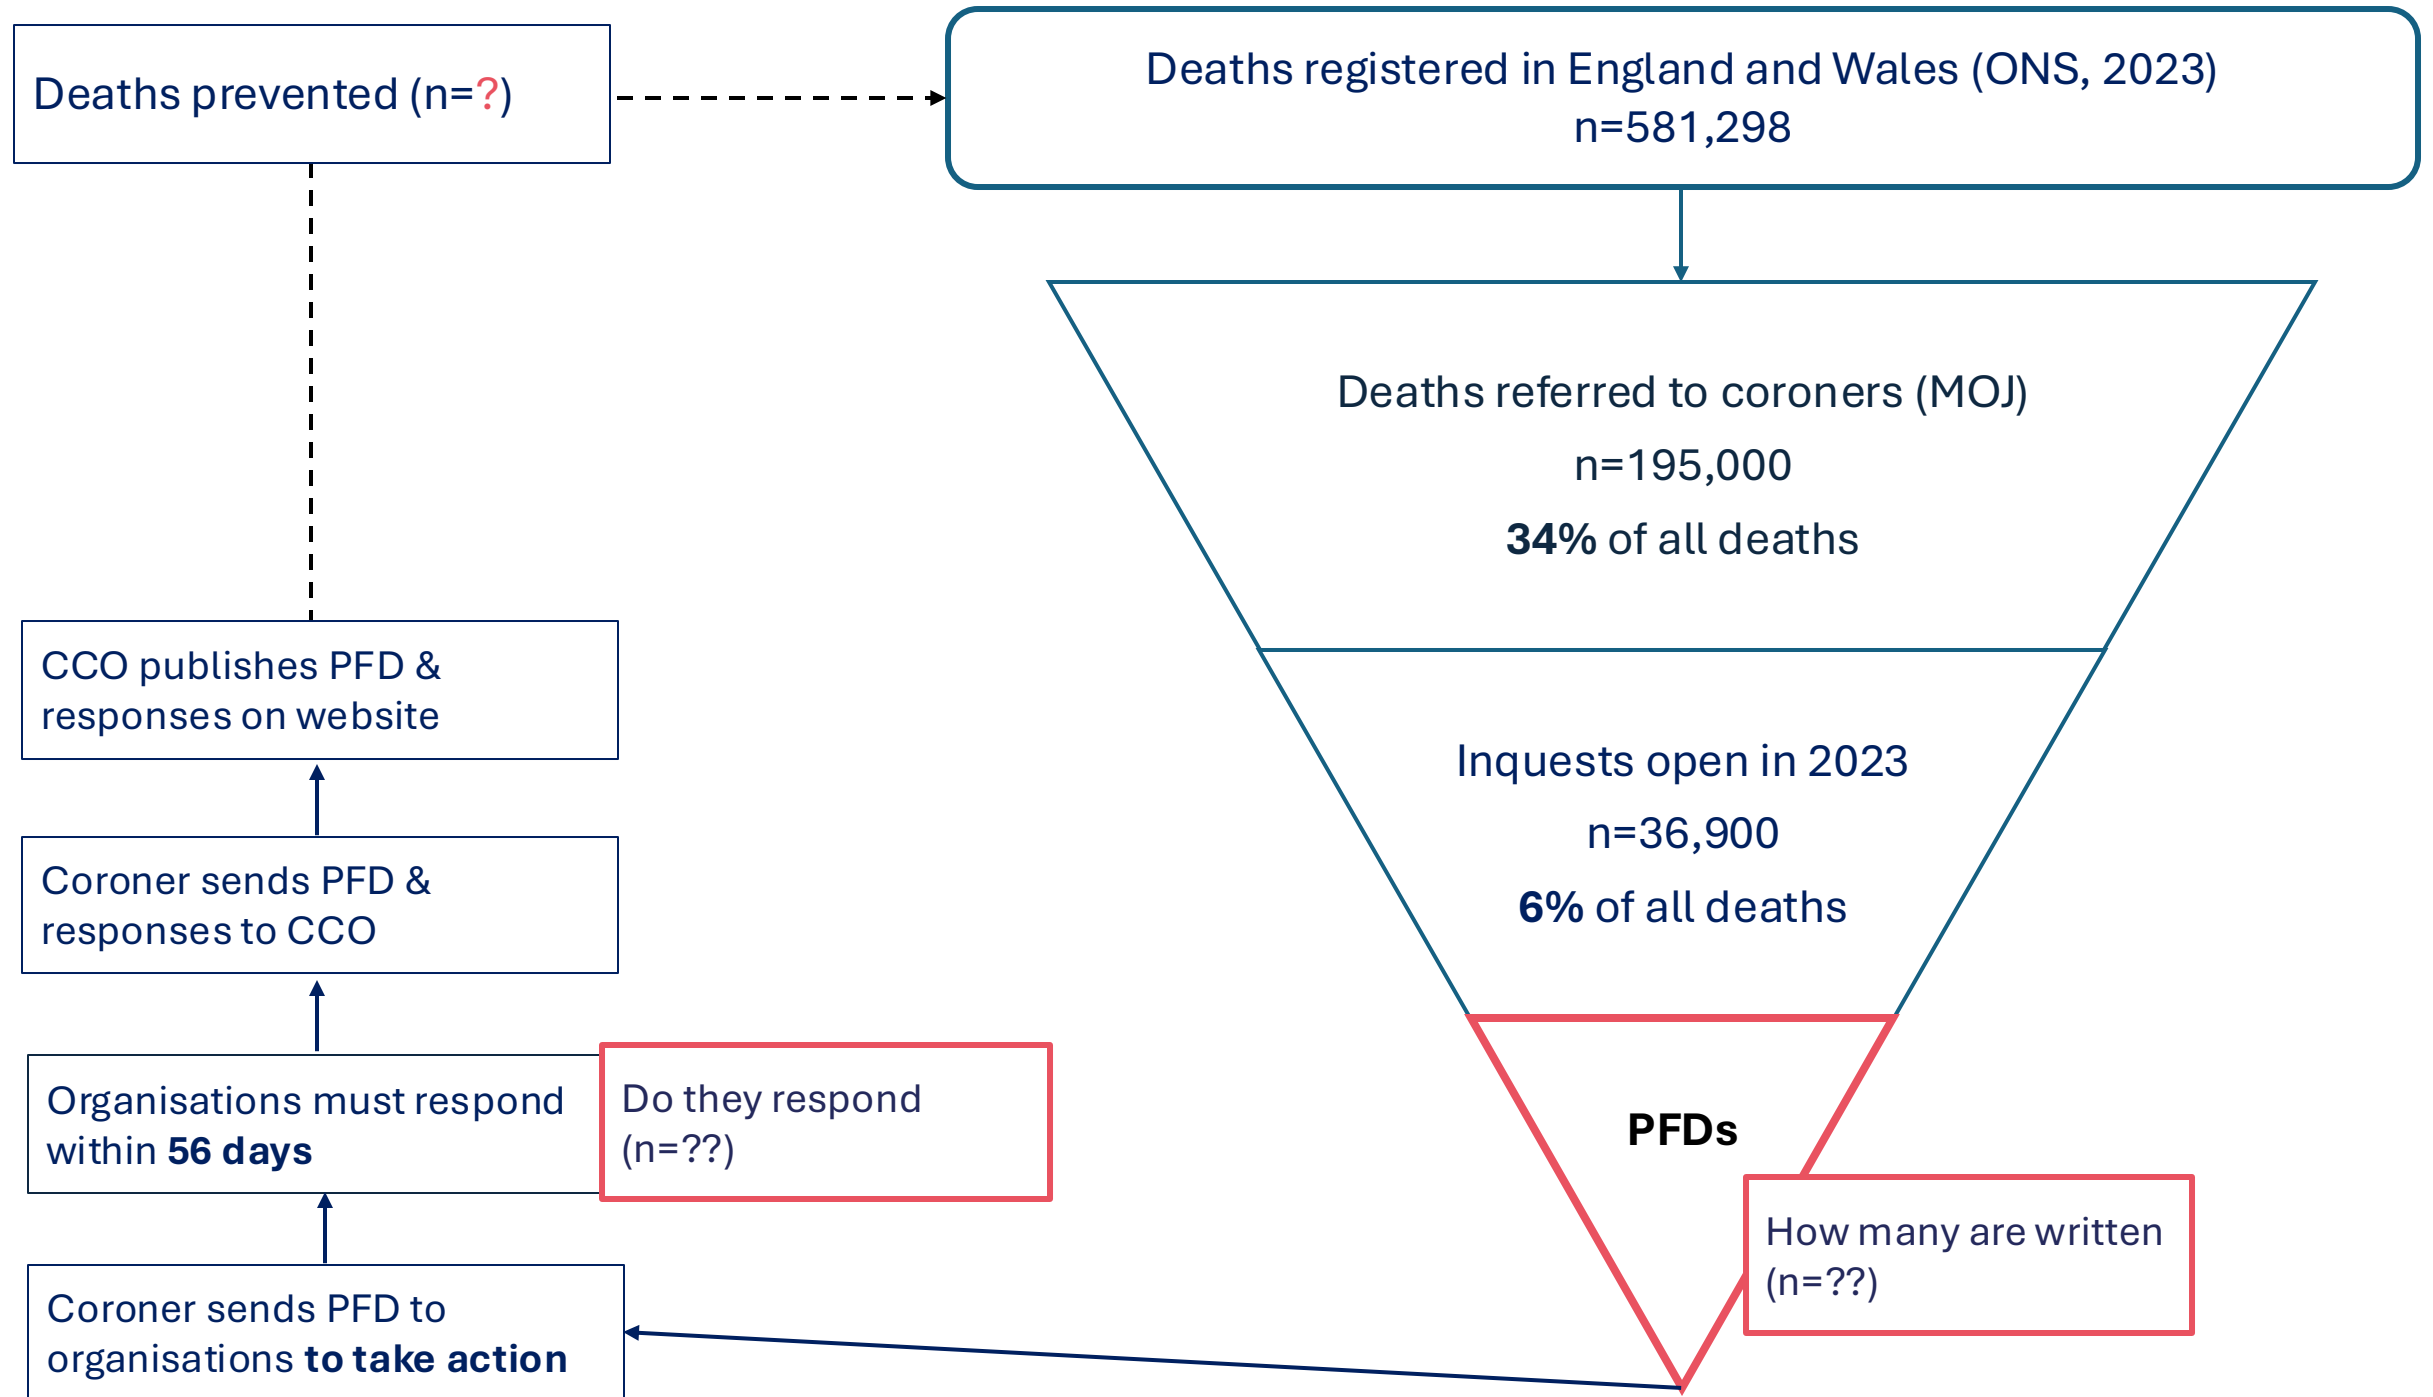 Deaths prevented (n=?)
Deaths registered in England and Wales (ONS, 2023)
n=581,298
Deaths referred to coroners (MOJ)
n=195,000
34% of all deaths
Inquests open in 2023
n=36,900
6% of all deaths
PFDs
How many are written
(n=??)
Coroner sends PFD to
organisations to take action
Organisations must respond
within 56 days
Do they respond
(n=??)
Coroner sends PFD &
responses to CCO
CCO publishes PFD &
responses on website